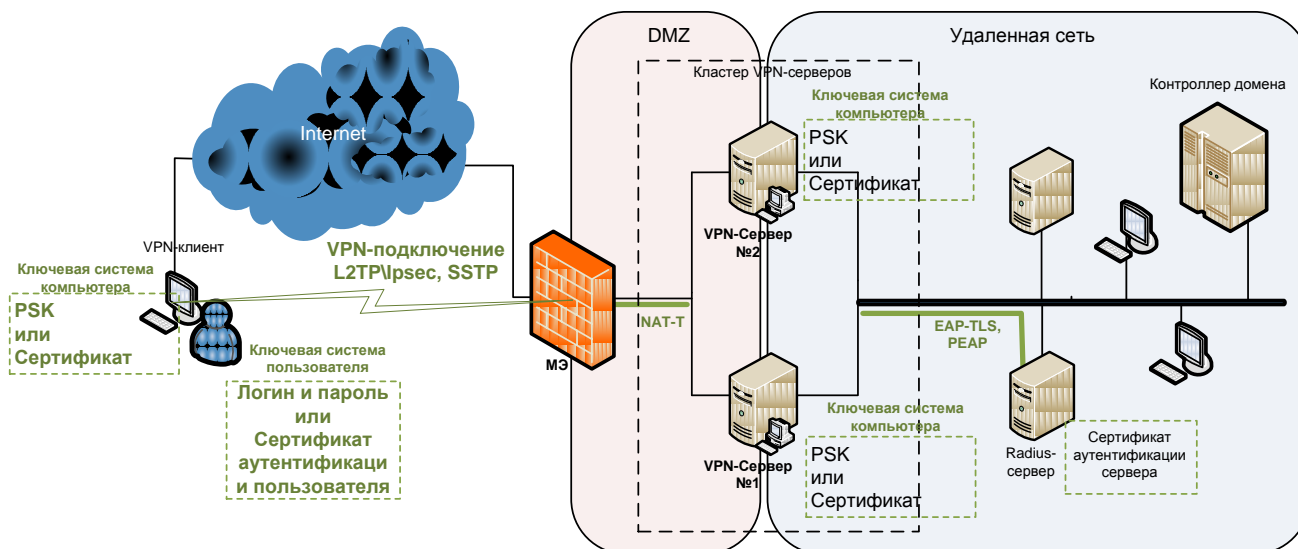 DMZ
Удаленная сеть
Кластер VPN-серверов
Контроллер домена
Ключевая система
компьютера
PSK
или
Сертификат
Internet
VPN-Сервер
№2
VPN-клиент
VPN-подключение
L2TP\Ipsec, SSTP
Ключевая система
компьютера
PSK
или
Сертификат
NAT-T
EAP-TLS,
PEAP
МЭ
Ключевая система
пользователя
Логин и пароль
или
Сертификат
аутентификаци
и пользователя
Ключевая система
компьютера
PSK
или
Сертификат
VPN-Сервер
№1
Radius-
сервер
Сертификат
аутентификации
сервера